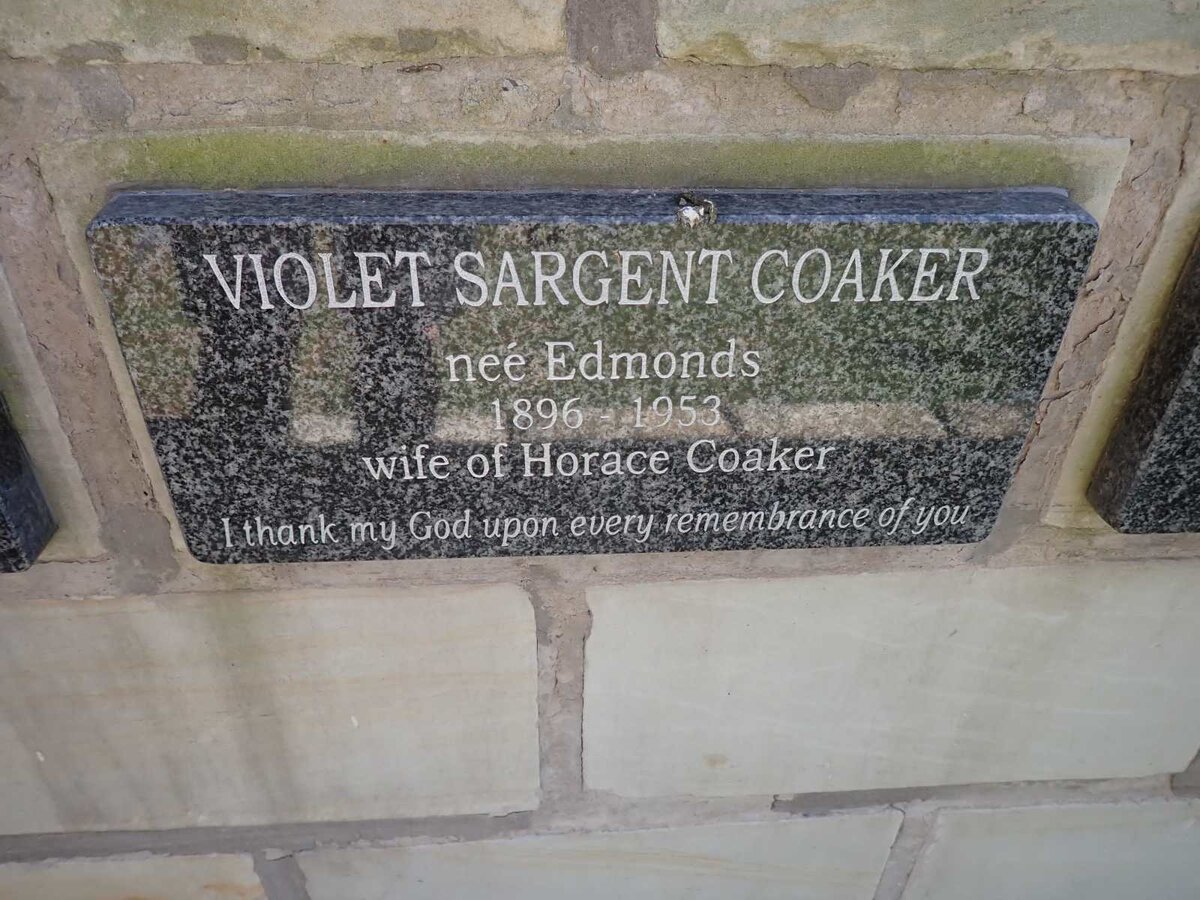 VIOLET SARGENT COAKER
neé Edmonds
1896 - 1953
wife of Horace Coaker
I thank my God upon every remembrance of you